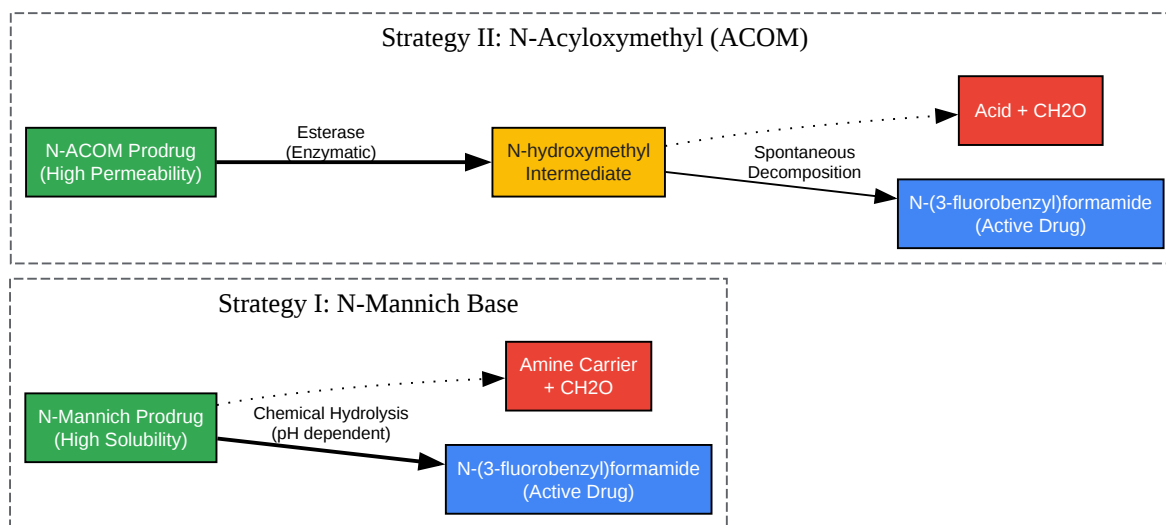 Strategy II: N-Acyloxymethyl (ACOM)
N-ACOM Prodrug
(High Permeability)
Esterase
(Enzymatic)
N-hydroxymethyl
Intermediate
Acid + CH2O
Spontaneous
Decomposition
N-(3-fluorobenzyl)formamide
(Active Drug)
Strategy I: N-Mannich Base
N-Mannich Prodrug
(High Solubility)
Amine Carrier
+ CH2O
Chemical Hydrolysis
(pH dependent)
N-(3-fluorobenzyl)formamide
(Active Drug)